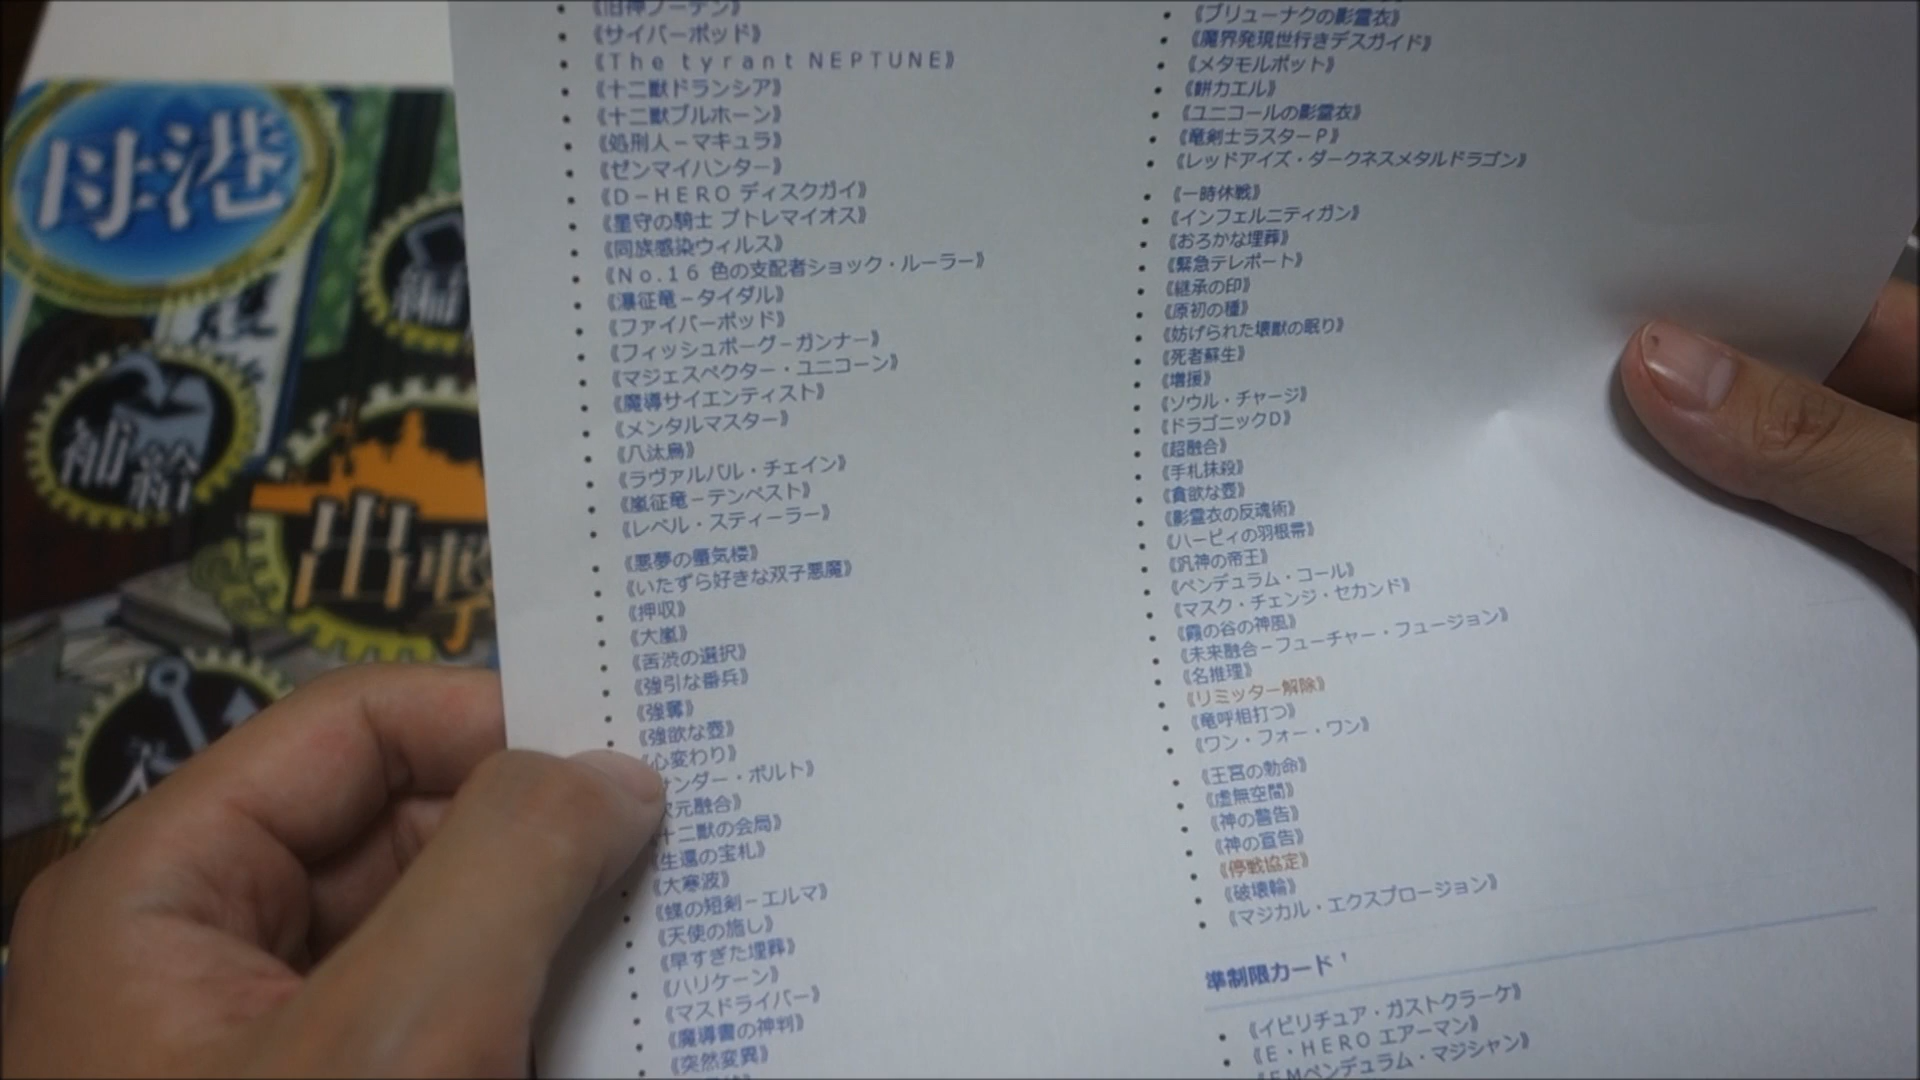 母港
編
補給
出撃
《旧神ノーデン》
《サイバーポッド》
《The tyrant NEPTUNE》
《十二獣ドランシア》
《十二獣ブルホーン》
《処刑人－マキュラ》
《ゼンマイハンター》
《D－HERO ディスクガイ》
《星守の騎士 プトレマイオス》
《同族感染ウィルス》
《No.16 色の支配者ショック・ルーラー》
《瀑征竜－タイダル》
《ファイバーポッド》
《フィッシュボーグ－ガンナー》
《マジェスペクター・ユニコーン》
《魔導サイエンティスト》
《メンタルマスター》
《八汰烏》
《ラヴァルバル・チェイン》
《嵐征竜－テンペスト》
《レベル・スティーラー》
《悪夢の蜃気楼》
《いたずら好きな双子悪魔》
《押収》
《大嵐》
《苦渋の選択》
《強引な番兵》
《強奪》
《強欲な壺》
《心変わり》
サンダー・ボルト》
次元融合》
十二獣の会局》
《生還の宝札》
《大寒波》
《蝶の短剣－エルマ》
《天使の施し》
《早すぎた埋葬》
《ハリケーン》
《マスドライバー》
《魔導書の神判》
《突然変異》
《ブリューナクの影霊衣》
《魔界発現世行きデスガイド》
《メタモルポット》
《餅カエル》
《ユニコールの影霊衣》
《竜剣士ラスターP》
《レッドアイズ・ダークネスメタルドラゴン》
《一時休戦》
《インフェルニティガン》
《おろかな埋葬》
《緊急テレポート》
《継承の印》
《原初の種》
《妨げられた壊獣の眠り》
《死者蘇生》
《増援》
《ソウル・チャージ》
《ドラゴニックD》
《超融合》
《手札抹殺》
《貪欲な壺》
《影霊衣の反魂術》
《ハーピィの羽根帚》
《汎神の帝王》
《ペンデュラム・コール》
《マスク・チェンジ・セカンド》
《霞の谷の神風》
《未来融合－フューチャー・フュージョン》
《名推理》
《リミッター解除》
《竜呼相打つ》
《ワン・フォー・ワン》
《王宮の勅命》
《虚無空間》
《神の警告》
《神の宣告》
《停戦協定》
《破壊輪》
《マジカル・エクスプロージョン》
準制限カード
《イビリチュア・ガストクラーケ》
《E・HERO エアーマン》
《EMペンデュラム・マジシャン》